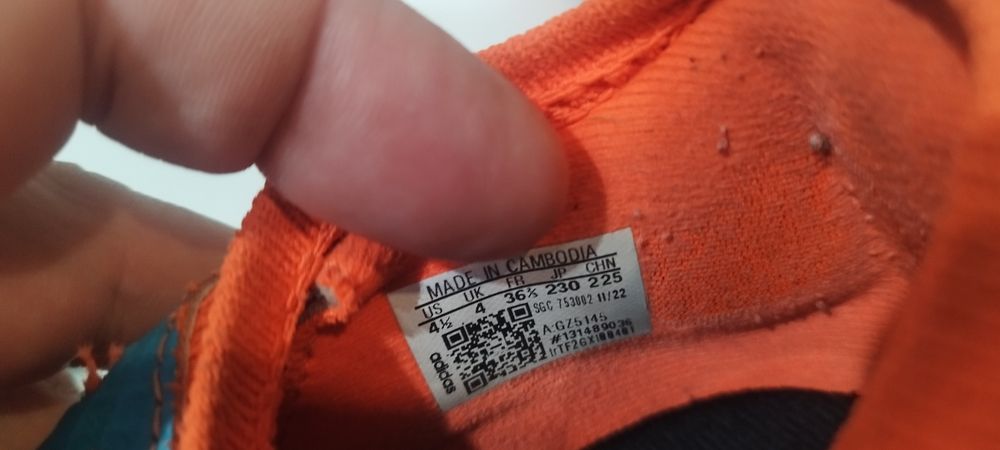 MADE IN CAMBODIA
US UK FR JP CHN
4½ 4 36⅔ 230 225
SGC 753002 11/22
A:GZ5145
#131489036
adidas